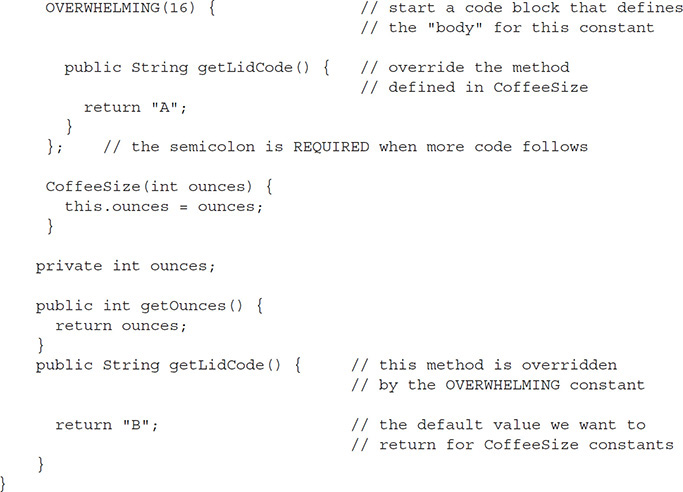 OVERWHELMING(16) {               // start a code block that defines
                                 // the "body" for this constant
  public String getLidCode() {   // override the method
                                 // defined in CoffeeSize
    return "A";
  }
};    // the semicolon is REQUIRED when more code follows
CoffeeSize(int ounces) {
  this.ounces = ounces;
}
private int ounces;
public int getOunces() {
  return ounces;
}
public String getLidCode() {     // this method is overridden
                                 // by the OVERWHELMING constant
  return "B";                    // the default value we want to
                                 // return for CoffeeSize constants
}
}